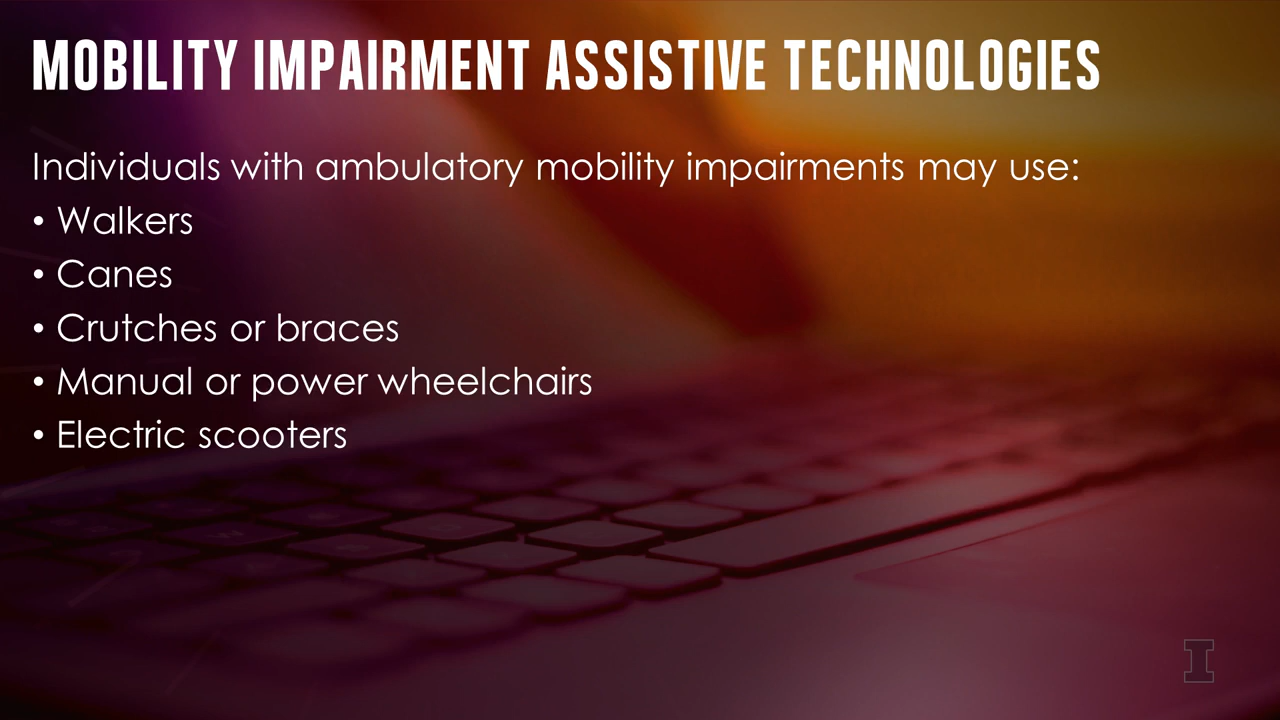 MOBILITY IMPAIRMENT ASSISTIVE TECHNOLOGIES
Individuals with ambulatory mobility impairments may use:
• Walkers
• Canes
• Crutches or braces
• Manual or power wheelchairs
• Electric scooters
I